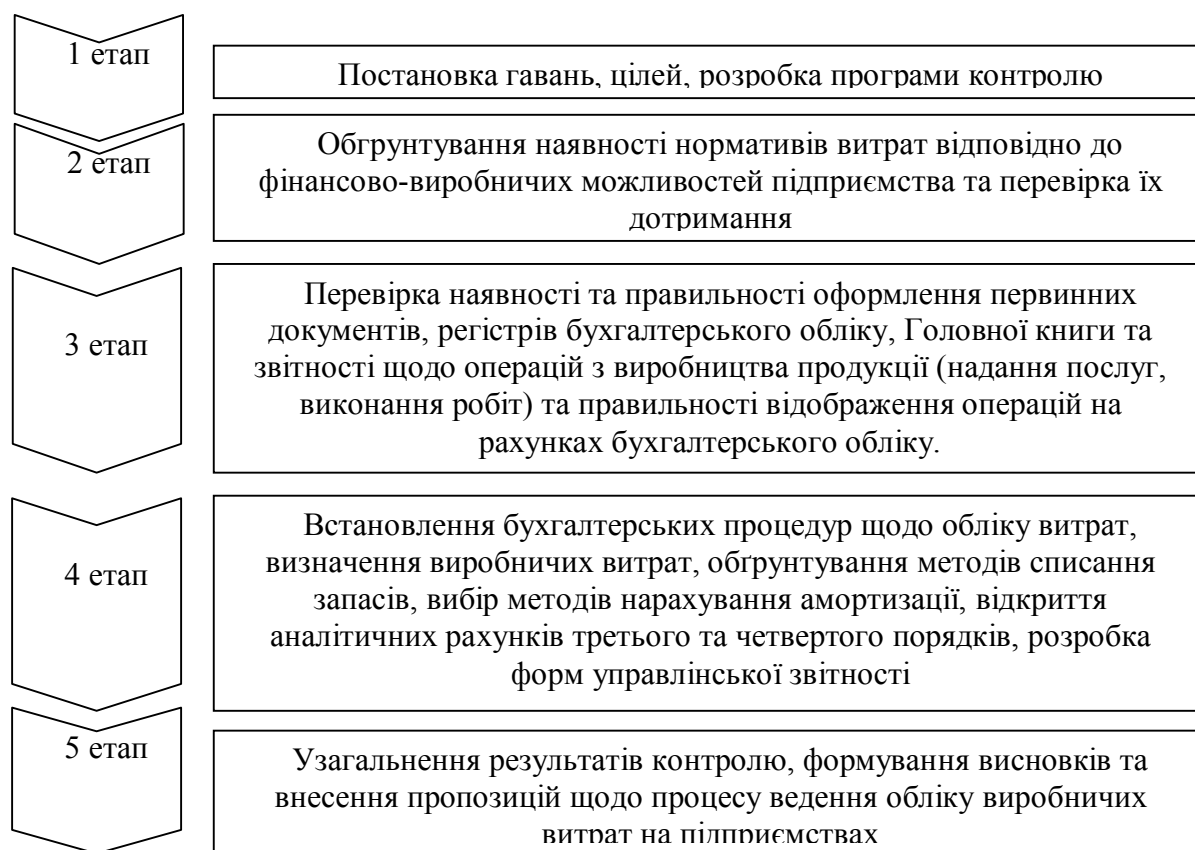 1 етап
Постановка гавань, цілей, розробка програми контролю
2 етап
Обгрунтування наявності нормативів витрат відповідно до
фінансово-виробничих можливостей підприємства та перевірка їх
дотримання
3 етап
Перевірка наявності та правильності оформлення первинних
документів, регістрів бухгалтерського обліку, Головної книги та
звітності щодо операцій з виробництва продукції (надання послуг,
виконання робіт) та правильності відображення операцій на
рахунках бухгалтерського обліку.
4 етап
Встановлення бухгалтерських процедур щодо обліку витрат,
визначення виробничих витрат, обґрунтування методів списання
запасів, вибір методів нарахування амортизації, відкриття
аналітичних рахунків третього та четвертого порядків, розробка
форм управлінської звітності
5 етап
Узагальнення результатів контролю, формування висновків та
внесення пропозицій щодо процесу ведення обліку виробничих
витрат на підприємствах